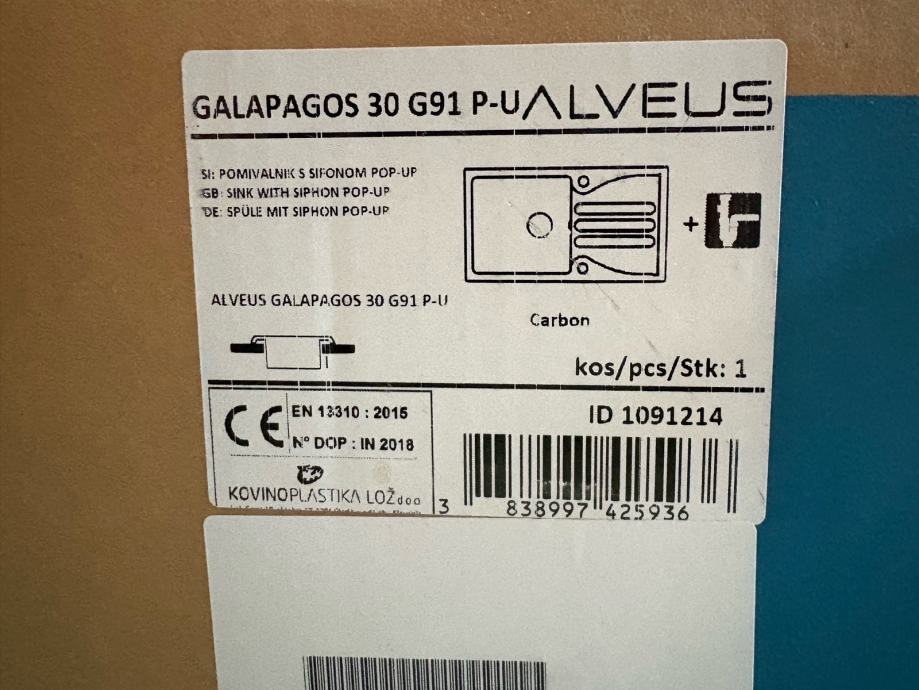 GALAPAGOS 30 G91 P-U ALVEUS
SI: POMIVALNIK S SIFONOM POP-UP
GB: SINK WITH SIPHON POP-UP
DE: SPÜLE MIT SIPHON POP-UP
+
ALVEUS GALAPAGOS 30 G91 P-U
Carbon
kos/pcs/Stk: 1
CE EN 13310 : 2015
N° DOP : IN 2018
KOVINOPLASTIKA LOŽ d o o
ID 1091214
3 838997 425936